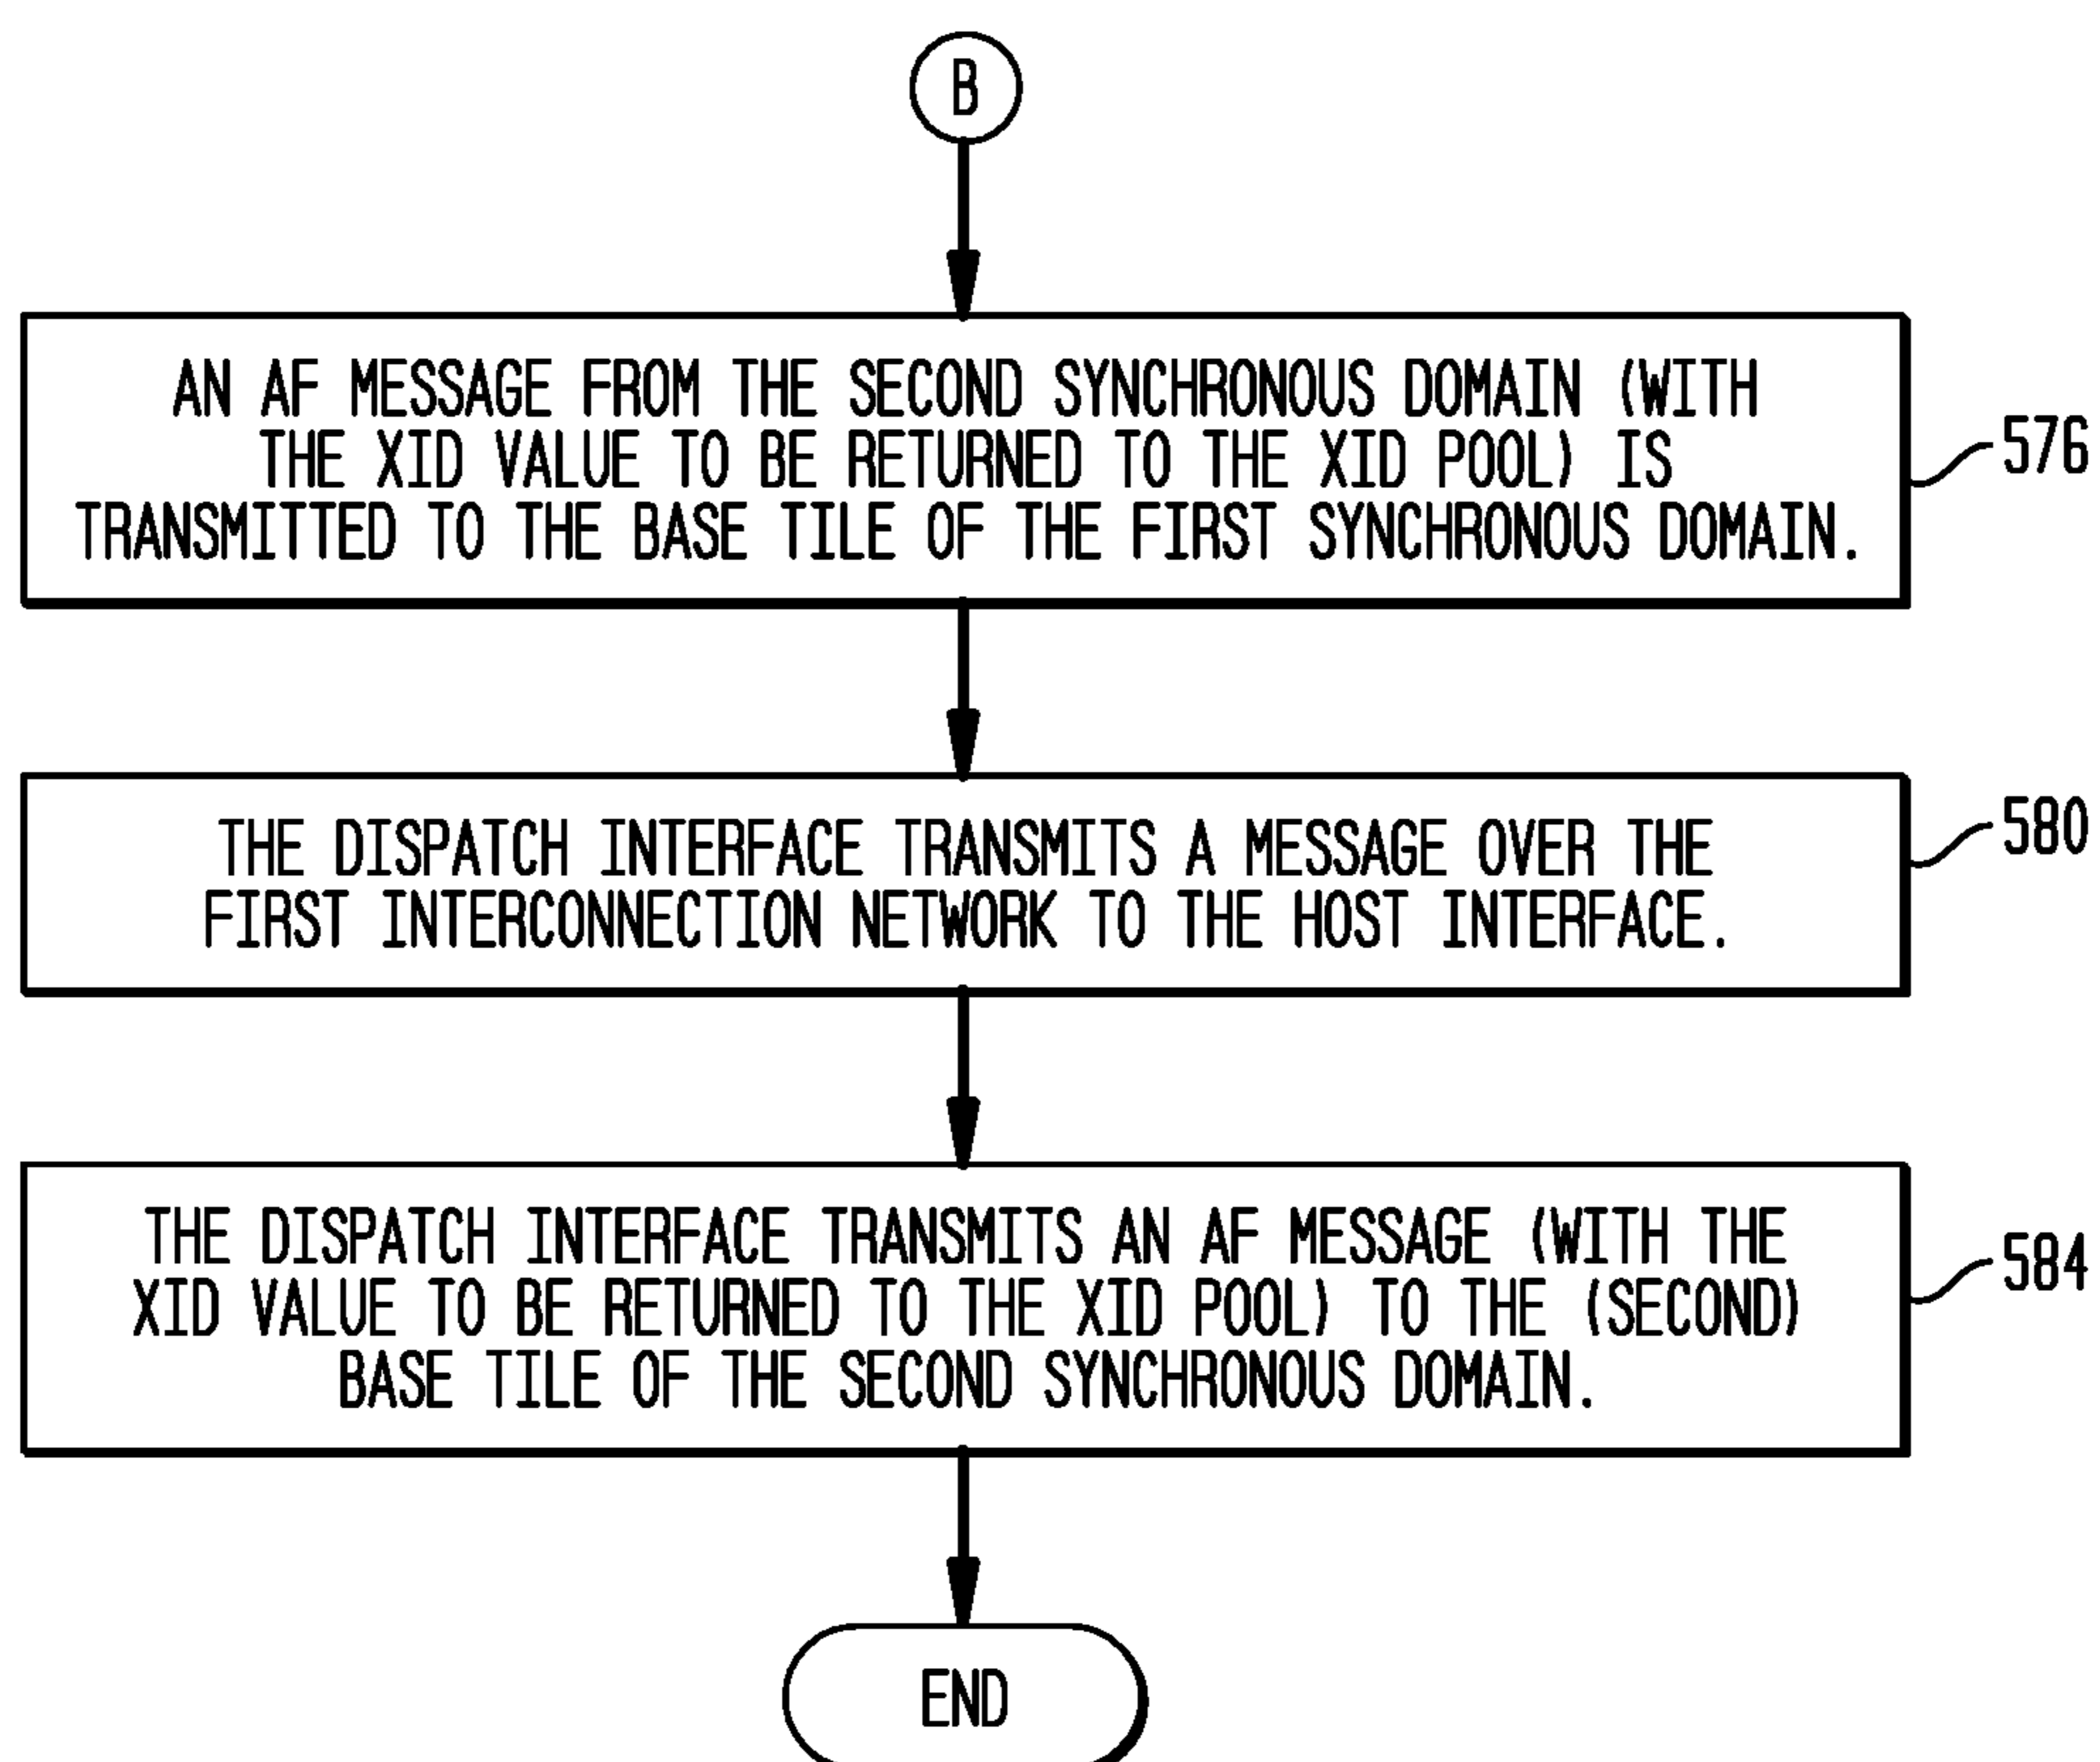 B
AN AF MESSAGE FROM THE SECOND SYNCHRONOUS DOMAIN (WITH
THE XID VALUE TO BE RETURNED TO THE XID POOL) IS
TRANSMITTED TO THE BASE TILE OF THE FIRST SYNCHRONOUS DOMAIN.
576
THE DISPATCH INTERFACE TRANSMITS A MESSAGE OVER THE
FIRST INTERCONNECTION NETWORK TO THE HOST INTERFACE.
580
THE DISPATCH INTERFACE TRANSMITS AN AF MESSAGE (WITH THE
XID VALUE TO BE RETURNED TO THE XID POOL) TO THE (SECOND)
BASE TILE OF THE SECOND SYNCHRONOUS DOMAIN.
584
END